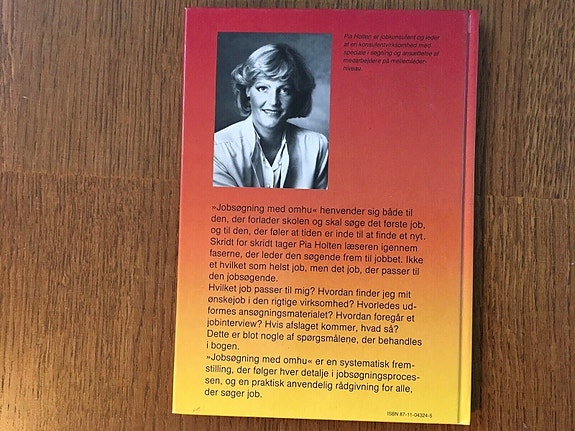 Pia Holten er jobkonsulent og leder
af en konsulentvirksomhed med
speciale i søgning og ansættelse af
medarbejdere på mellemleder-
niveau.
»Jobsøgning med omhu« henvender sig både til
den, der forlader skolen og skal søge det første job,
og til den, der føler at tiden er inde til at finde et nyt.
Skridt for skridt tager Pia Holten læseren igennem
faserne, der leder den søgende frem til jobbet. Ikke
et hvilket som helst job, men det job, der passer til
den jobsøgende.
Hvilket job passer til mig? Hvordan finder jeg mit
ønskejob i den rigtige virksomhed? Hvorledes ud-
formes ansøgningsmaterialet? Hvordan foregår et
jobinterview? Hvis afslaget kommer, hvad så?
Dette er blot nogle af spørgsmålene, der behandles
i bogen.
»Jobsøgning med omhu« er en systematisk frem-
stilling, der følger hver detalje i jobsøgningsproces-
sen, og en praktisk anvendelig rådgivning for alle,
der søger job.
ISBN 87-11-04324-5